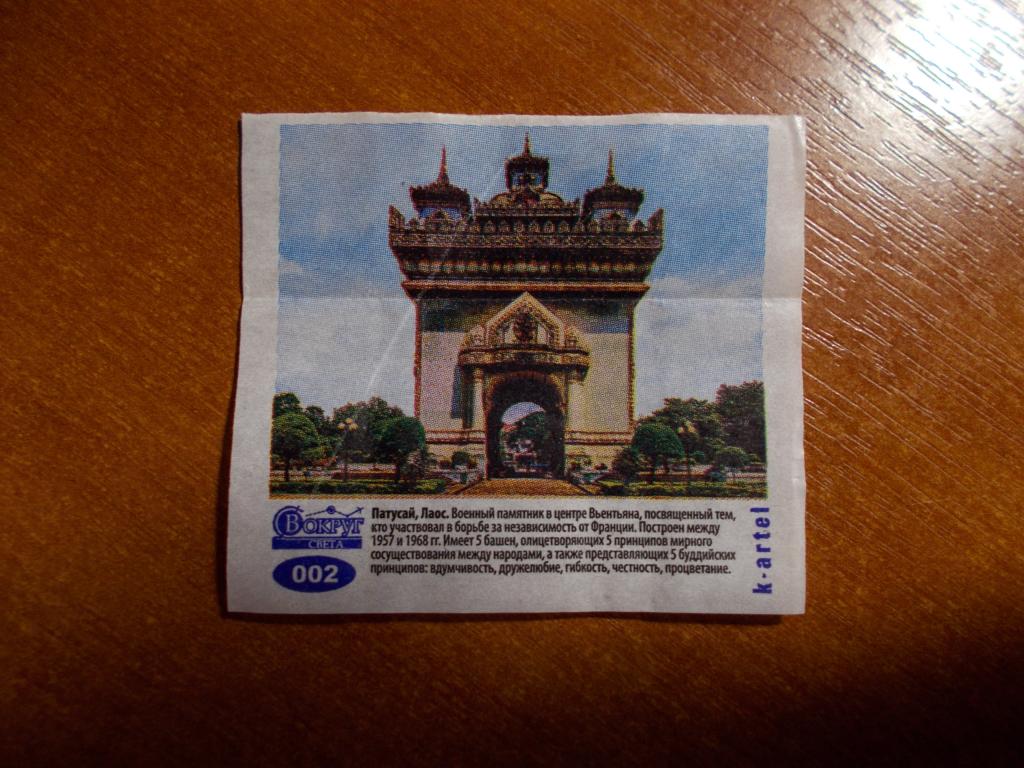 Вокруг
СВЕТА
002
Патусай, Лаос. Военный памятник в центре Вьентьяна, посвященный тем,
кто участвовал в борьбе за независимость от Франции. Построен между
1957 и 1968 гг. Имеет 5 башен, олицетворяющих 5 принципов мирного
сосуществования между народами, а также представляющих 5 буддийских
принципов: вдумчивость, дружелюбие, гибкость, честность, процветание.
k-artel